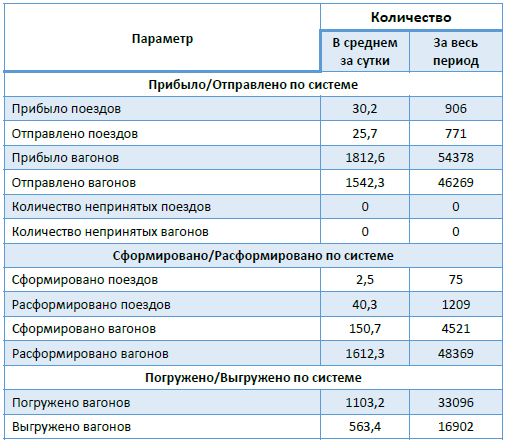 Параметр
Количество
В среднем за сутки
За весь период
Прибыло/Отправлено по системе
Прибыло поездов 30,2 906
Отправлено поездов 25,7 771
Прибыло вагонов 1812,6 54378
Отправлено вагонов 1542,3 46269
Количество непринятых поездов 0 0
Количество непринятых вагонов 0 0
Сформировано/Расформировано по системе
Сформировано поездов 2,5 75
Расформировано поездов 40,3 1209
Сформировано вагонов 150,7 4521
Расформировано вагонов 1612,3 48369
Погружено/Выгружено по системе
Погружено вагонов 1103,2 33096
Выгружено вагонов 563,4 16902